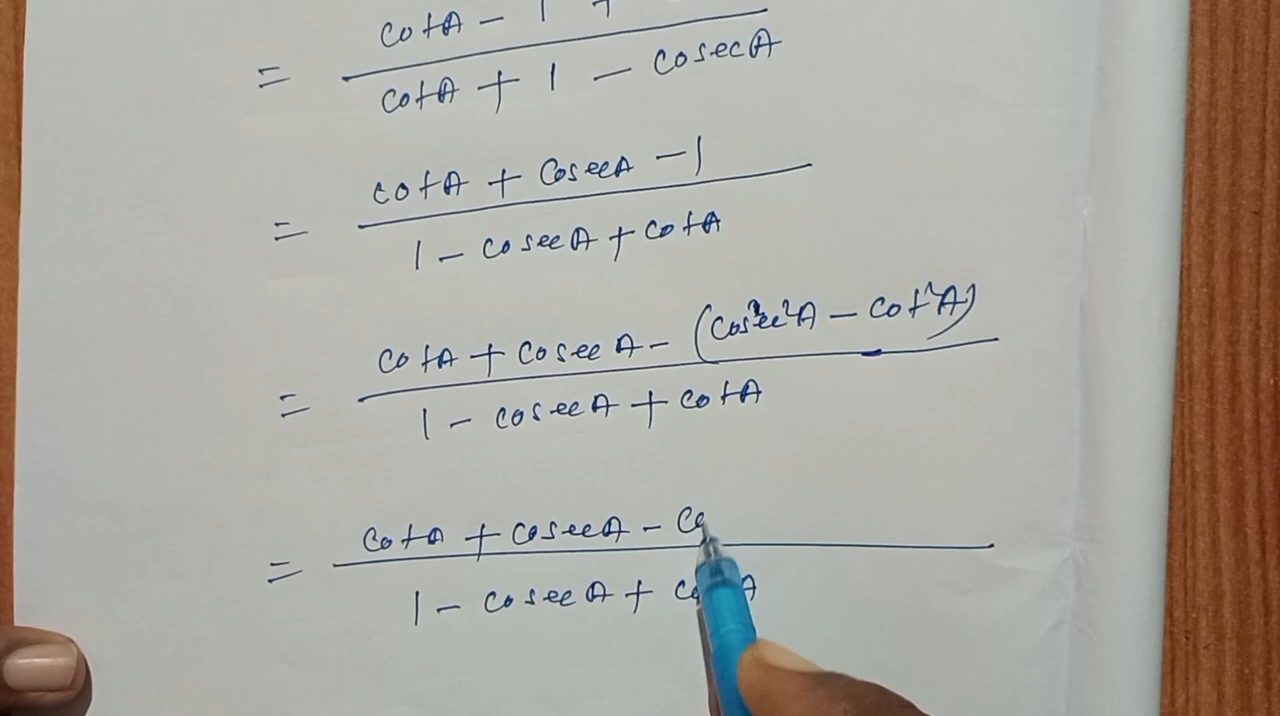 cotA - 1
= cotA + 1 - cosecA
cotA + cosecA - 1
= 1 - cosecA + cotA
cotA + cosecA - (cosec²A - cot²A)
= 1 - cosecA + cotA
cotA + cosecA - co
= 1 - cosecA + A